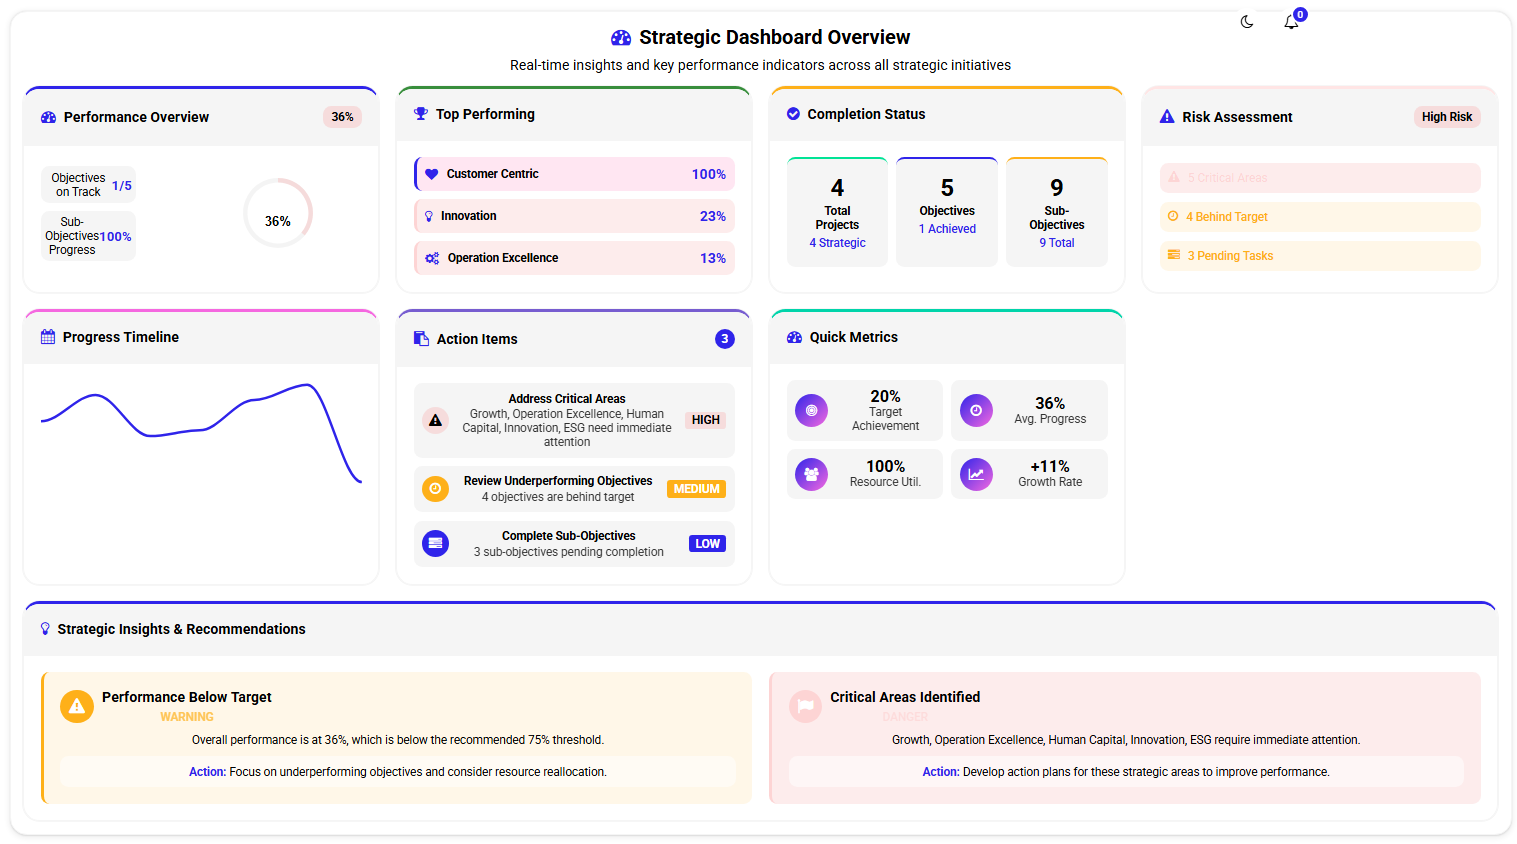 0
Strategic Dashboard Overview
Real-time insights and key performance indicators across all strategic initiatives
Performance Overview
36%
Objectives
on Track
1/5
Sub-
Objectives
Progress
100%
36%
Top Performing
Customer Centric
100%
Innovation
23%
Operation Excellence
13%
Completion Status
4
Total
Projects
4 Strategic
5
Objectives
1 Achieved
9
Sub-
Objectives
9 Total
Risk Assessment
High Risk
5 Critical Areas
4 Behind Target
3 Pending Tasks
Progress Timeline
Action Items
3
Address Critical Areas
Growth, Operation Excellence, Human
Capital, Innovation, ESG need immediate
attention
HIGH
Review Underperforming Objectives
4 objectives are behind target
MEDIUM
Complete Sub-Objectives
3 sub-objectives pending completion
LOW
Quick Metrics
20%
Target
Achievement
36%
Avg. Progress
100%
Resource Util.
+11%
Growth Rate
Strategic Insights & Recommendations
Performance Below Target
WARNING
Overall performance is at 36%, which is below the recommended 75% threshold.
Action: Focus on underperforming objectives and consider resource reallocation.
Critical Areas Identified
DANGER
Growth, Operation Excellence, Human Capital, Innovation, ESG require immediate attention.
Action: Develop action plans for these strategic areas to improve performance.